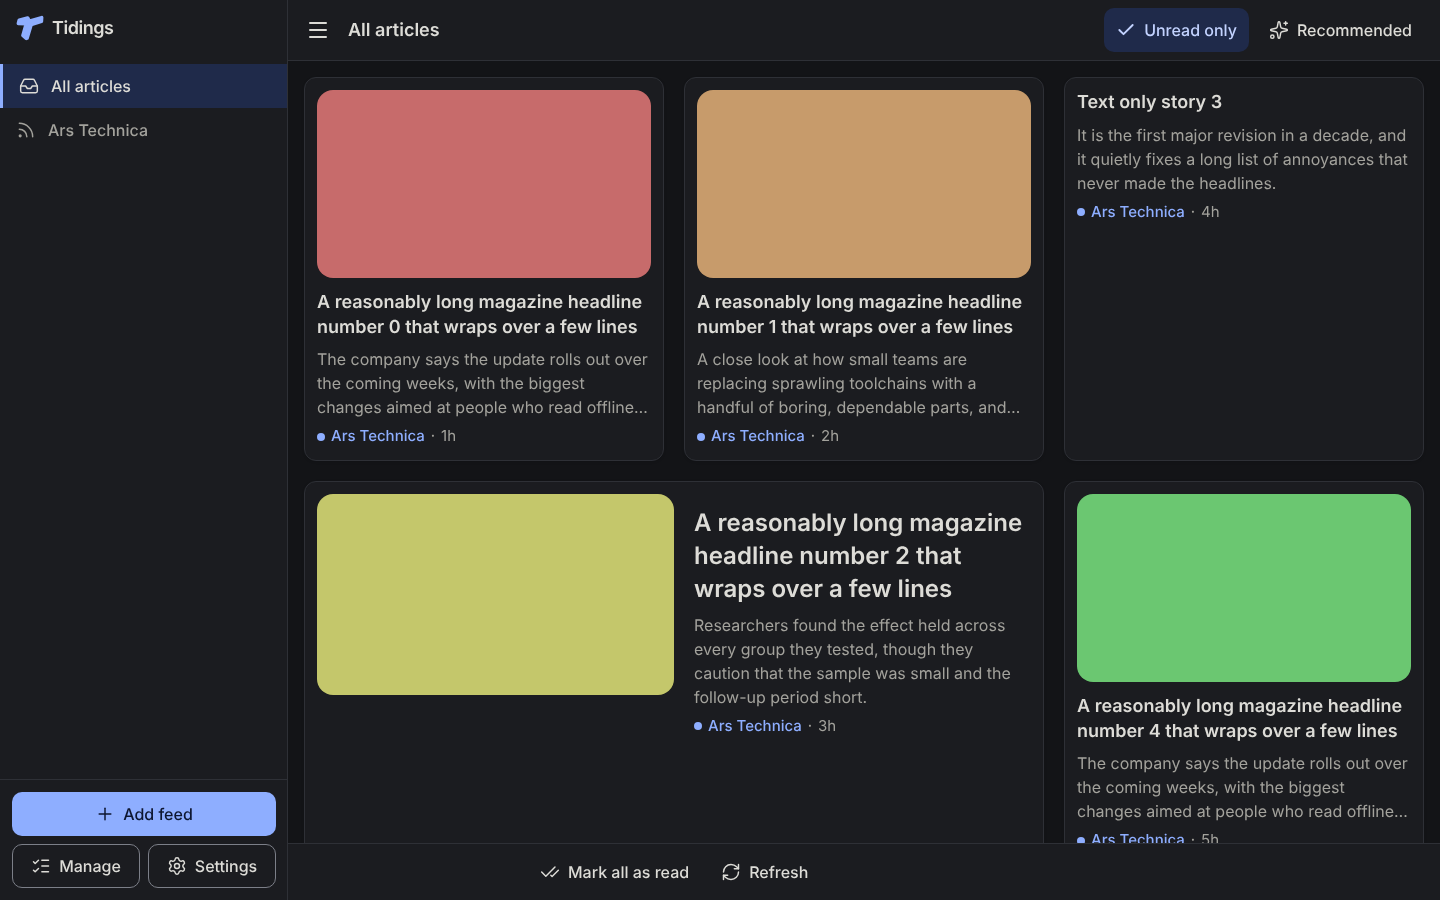 Tidings
All articles
Ars Technica
Add feed
Manage
Settings
All articles
Unread only
Recommended
A reasonably long magazine headline
number 0 that wraps over a few lines
The company says the update rolls out over
the coming weeks, with the biggest
changes aimed at people who read offline...
Ars Technica · 1h
A reasonably long magazine headline
number 1 that wraps over a few lines
A close look at how small teams are
replacing sprawling toolchains with a
handful of boring, dependable parts, and...
Ars Technica · 2h
Text only story 3
It is the first major revision in a decade, and
it quietly fixes a long list of annoyances that
never made the headlines.
Ars Technica · 4h
A reasonably long magazine
headline number 2 that
wraps over a few lines
Researchers found the effect held across
every group they tested, though they
caution that the sample was small and the
follow-up period short.
Ars Technica · 3h
A reasonably long magazine headline
number 4 that wraps over a few lines
The company says the update rolls out over
the coming weeks, with the biggest
changes aimed at people who read offline...
Ars Technica · 5h
Mark all as read
Refresh